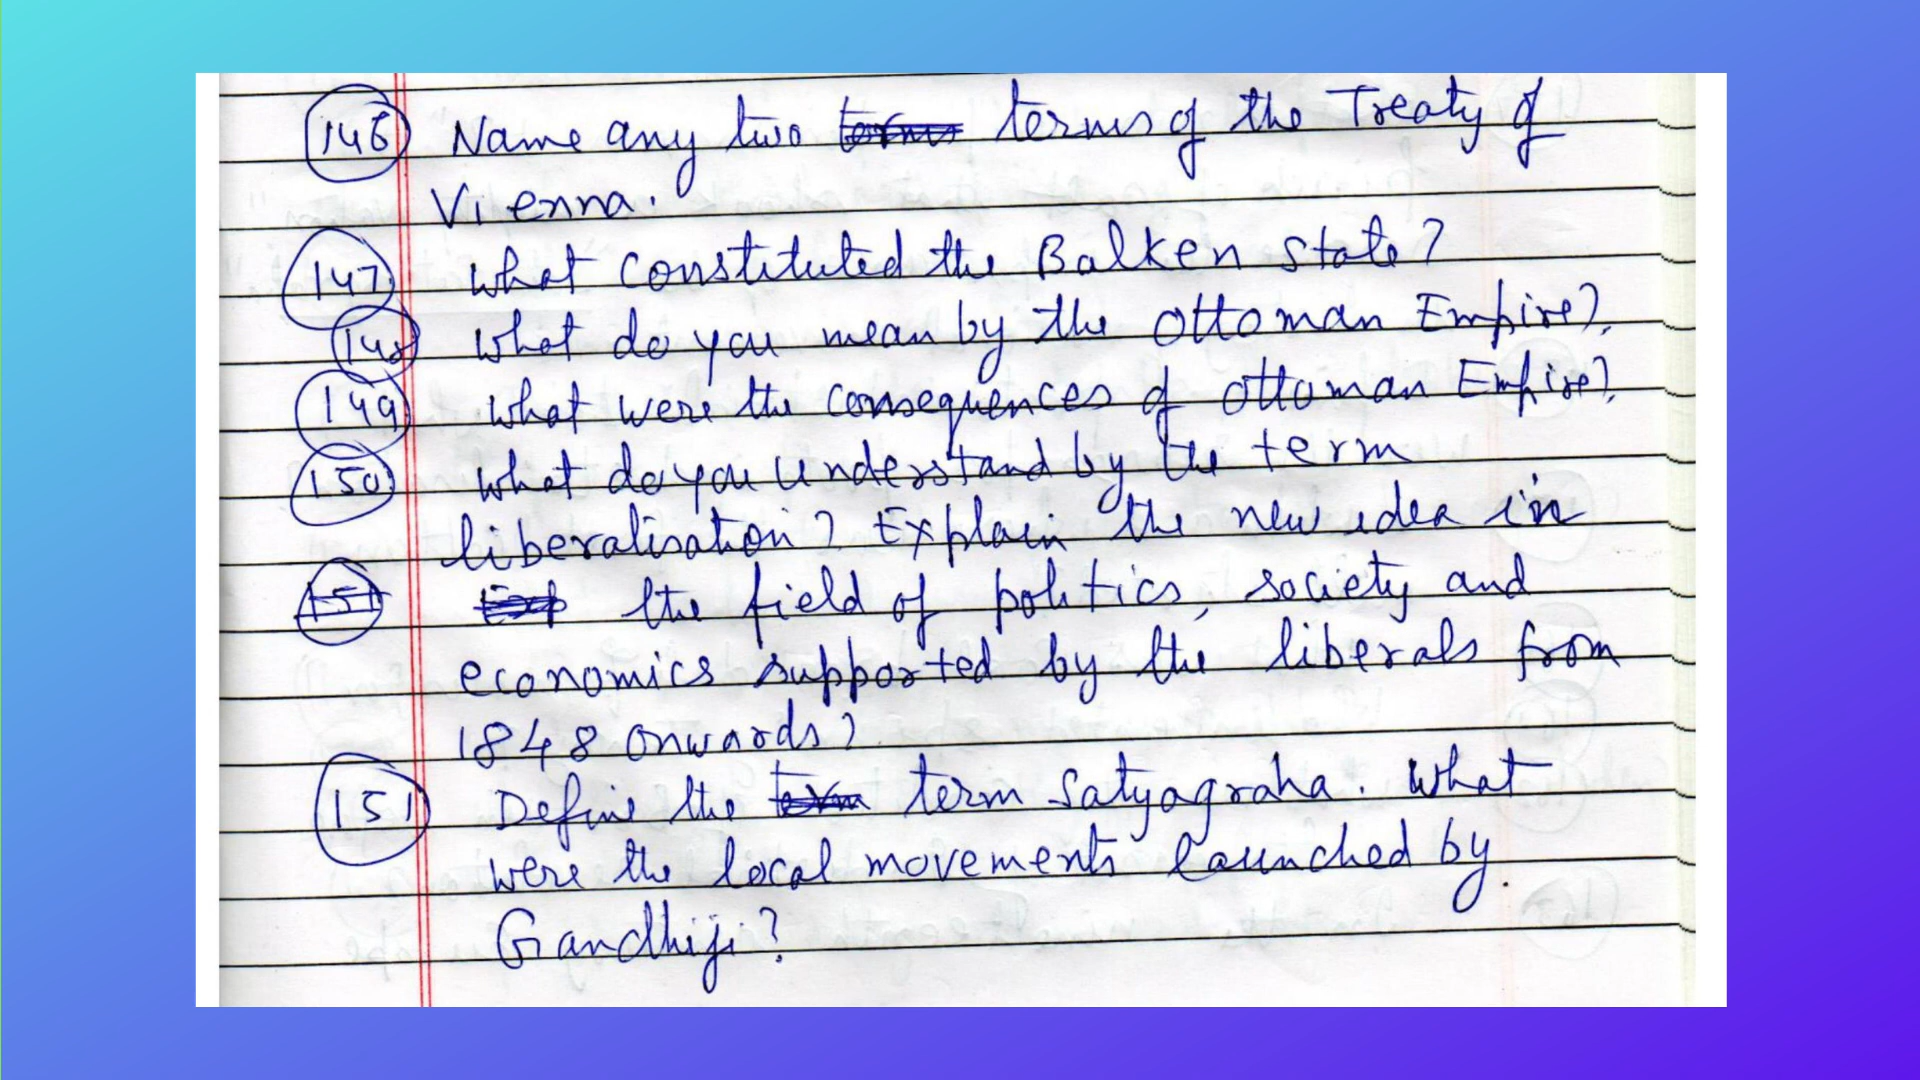 146 Name any two terms of the Treaty of
Vienna.
147 What constituted the Balken state?
148 What do you mean by the Ottoman Empire?
149 What were the consequences of Ottoman Empire?
150 What do you understand by the term
liberalisation? Explain the new idea in
the field of politics, society and
economics supported by the liberals from
1848 onwards?
151 Define the term Satyagraha. What
were the local movements launched by
Gandhiji?